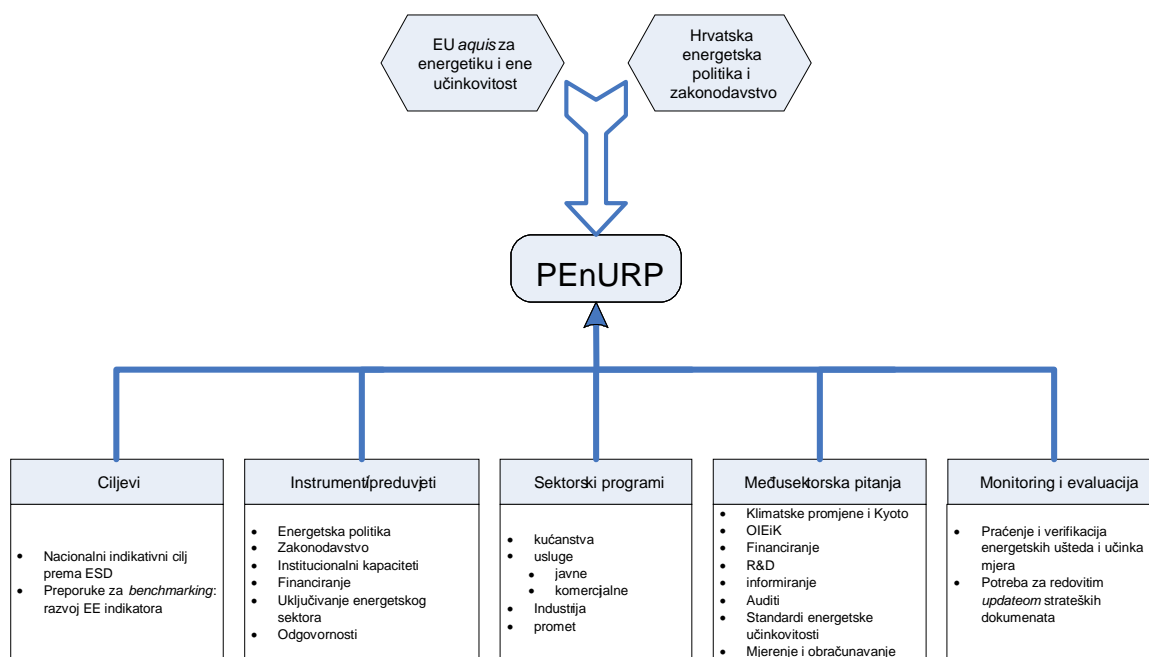 EU aquis za
energetiku i ene
učinkovitost
Hrvatska
energetska
politika i
zakonodavstvo
PEnURP
Ciljevi
• Nacionalni indikativni cilj
prema ESD
• Preporuke za benchmarking:
razvoj EE indikatora
Instrumenti/preduvjeti
• Energetska politika
• Zakonodavstvo
• Institucionalni kapaciteti
• Financiranje
• Uključivanje energetskog
sektora
• Odgovornosti
Sektorski programi
• kućanstva
• usluge
• javne
• komercjalne
• Industrija
• promet
Međusektorska pitanja
• Klimatske promjene i Kyoto
• OIEiK
• Financiranje
• R&D
• informiranje
• Auditi
• Standardi energetske
učinkovitosti
• Mjerenje i obračunavanje
Monitoring i evaluacija
• Praćenje i verifikacija
energetskih ušteda i učinka
mjera
• Potreba za redovitim
updateom strateških
dokumenata